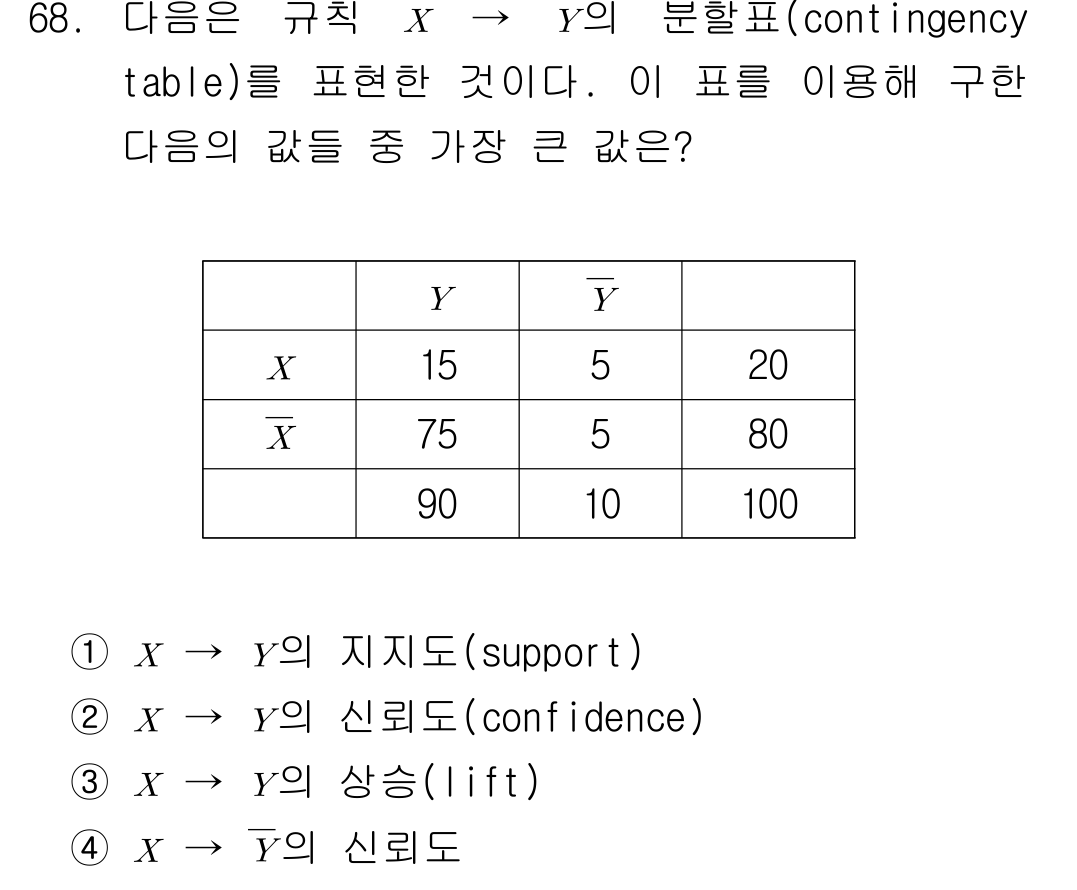 68. 다음은 규칙 X → Y의 분할표(contingency
table)를 표현한 것이다. 이 표를 이용해 구한
다음의 값들 중 가장 큰 값은?
Y Y̅
X 15 5 20
X̅ 75 5 80
90 10 100
① X → Y의 지지도(support)
② X → Y의 신뢰도(confidence)
③ X → Y의 상승(lift)
④ X → Y̅의 신뢰도